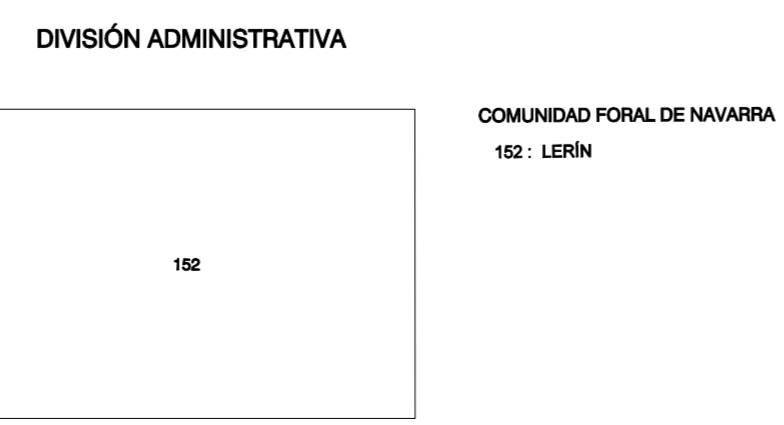 DIVISIÓN ADMINISTRATIVA
COMUNIDAD FORAL DE NAVARRA
152 : LERÍN
152